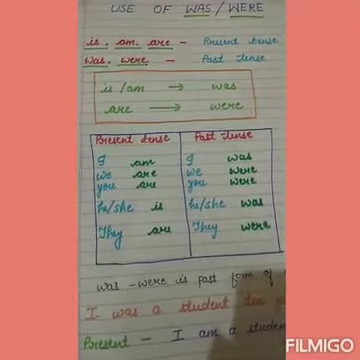 USE OF WAS/WERE
is, am, are - Present tense
was, were - Past tense
is/am → was
are → were
Present tense Past tense
I am I was
we are we were
you are you were
he/she is he/she was
They are They were
was - were is past form of
I was a student ten
Present - I am a student
FILMIGO